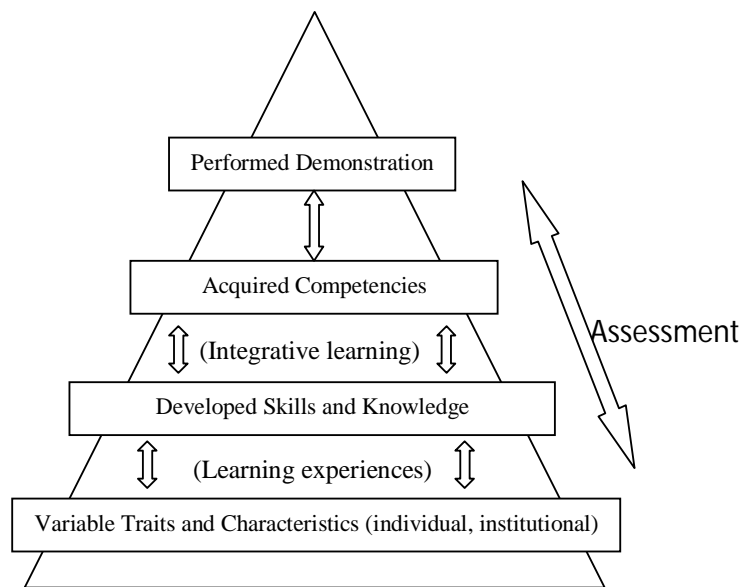 Performed Demonstration
Acquired Competencies
Assessment
(Integrative learning)
Developed Skills and Knowledge
(Learning experiences)
Variable Traits and Characteristics (individual, institutional)